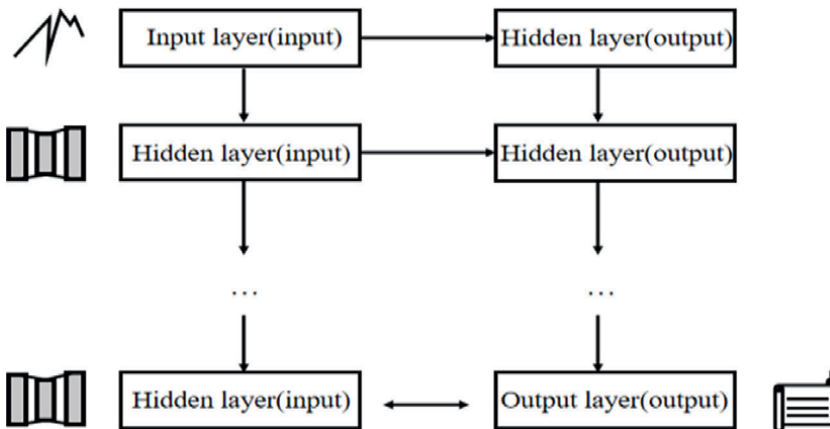 Input layer(input)
Hidden layer(output)
Hidden layer(input)
Hidden layer(output)
...
...
Hidden layer(input)
Output layer(output)